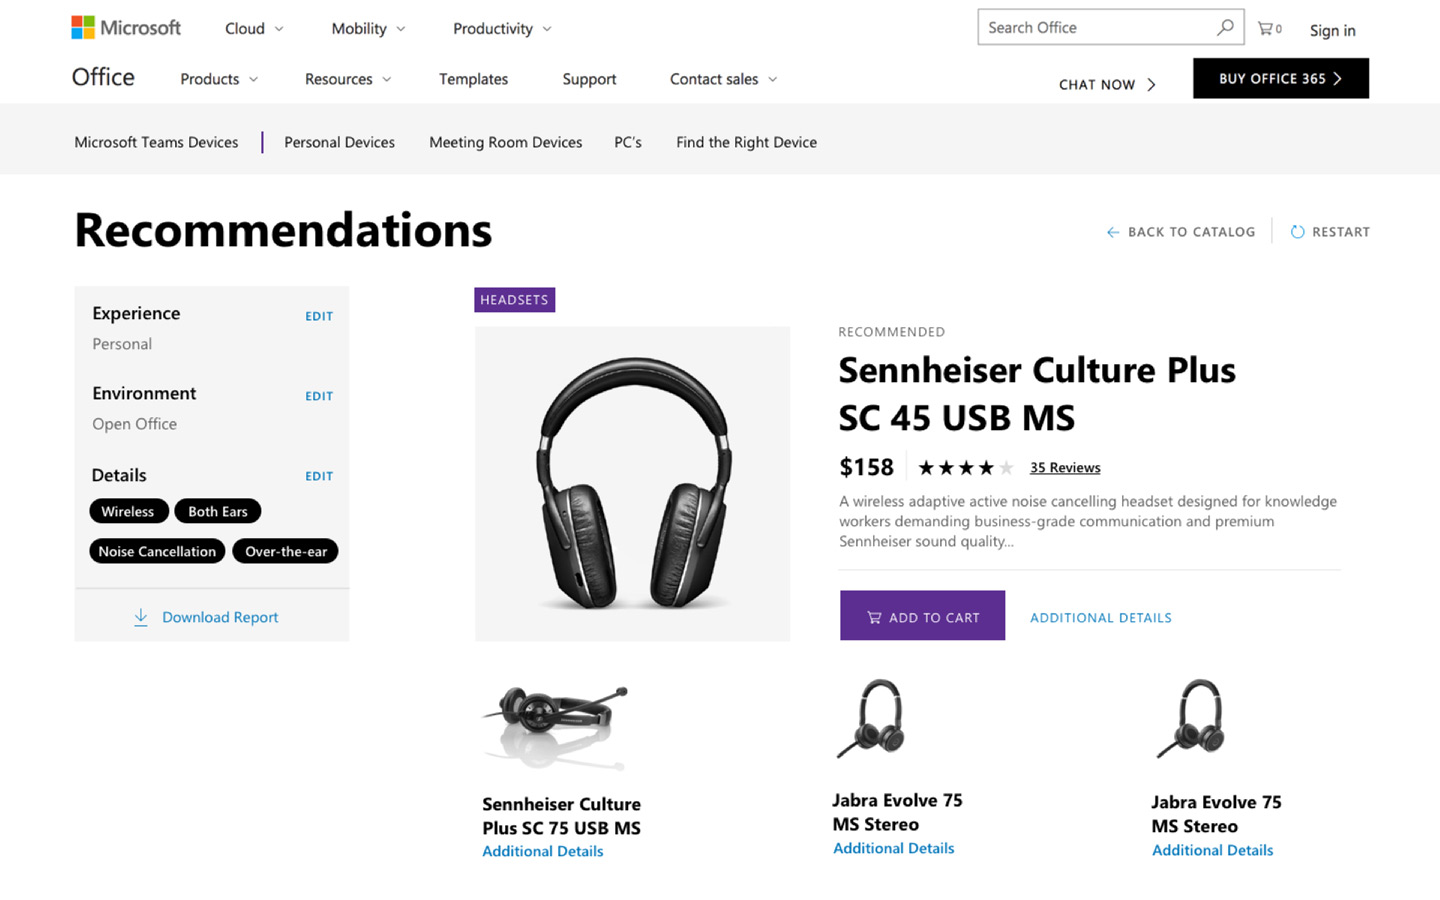 Microsoft
Cloud
Mobility
Productivity
Search Office
0
Sign in
Office
Products
Resources
Templates
Support
Contact sales
CHAT NOW
BUY OFFICE 365
Microsoft Teams Devices
Personal Devices
Meeting Room Devices
PC's
Find the Right Device
Recommendations
BACK TO CATALOG
RESTART
Experience
EDIT
Personal
Environment
EDIT
Open Office
Details
EDIT
Wireless
Both Ears
Noise Cancellation
Over-the-ear
Download Report
HEADSETS
RECOMMENDED
Sennheiser Culture Plus
SC 45 USB MS
$158
35 Reviews
A wireless adaptive active noise cancelling headset designed for knowledge
workers demanding business-grade communication and premium
Sennheiser sound quality...
ADD TO CART
ADDITIONAL DETAILS
Sennheiser Culture
Plus SC 75 USB MS
Additional Details
Jabra Evolve 75
MS Stereo
Additional Details
Jabra Evolve 75
MS Stereo
Additional Details